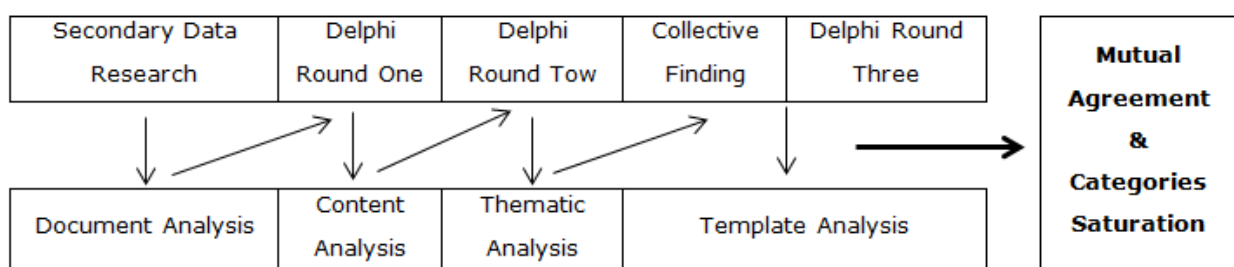 Secondary Data
Research
Delphi
Round One
Delphi
Round Tow
Collective
Finding
Delphi Round
Three
Mutual
Agreement
&
Categories
Saturation
Document Analysis
Content
Analysis
Thematic
Analysis
Template Analysis